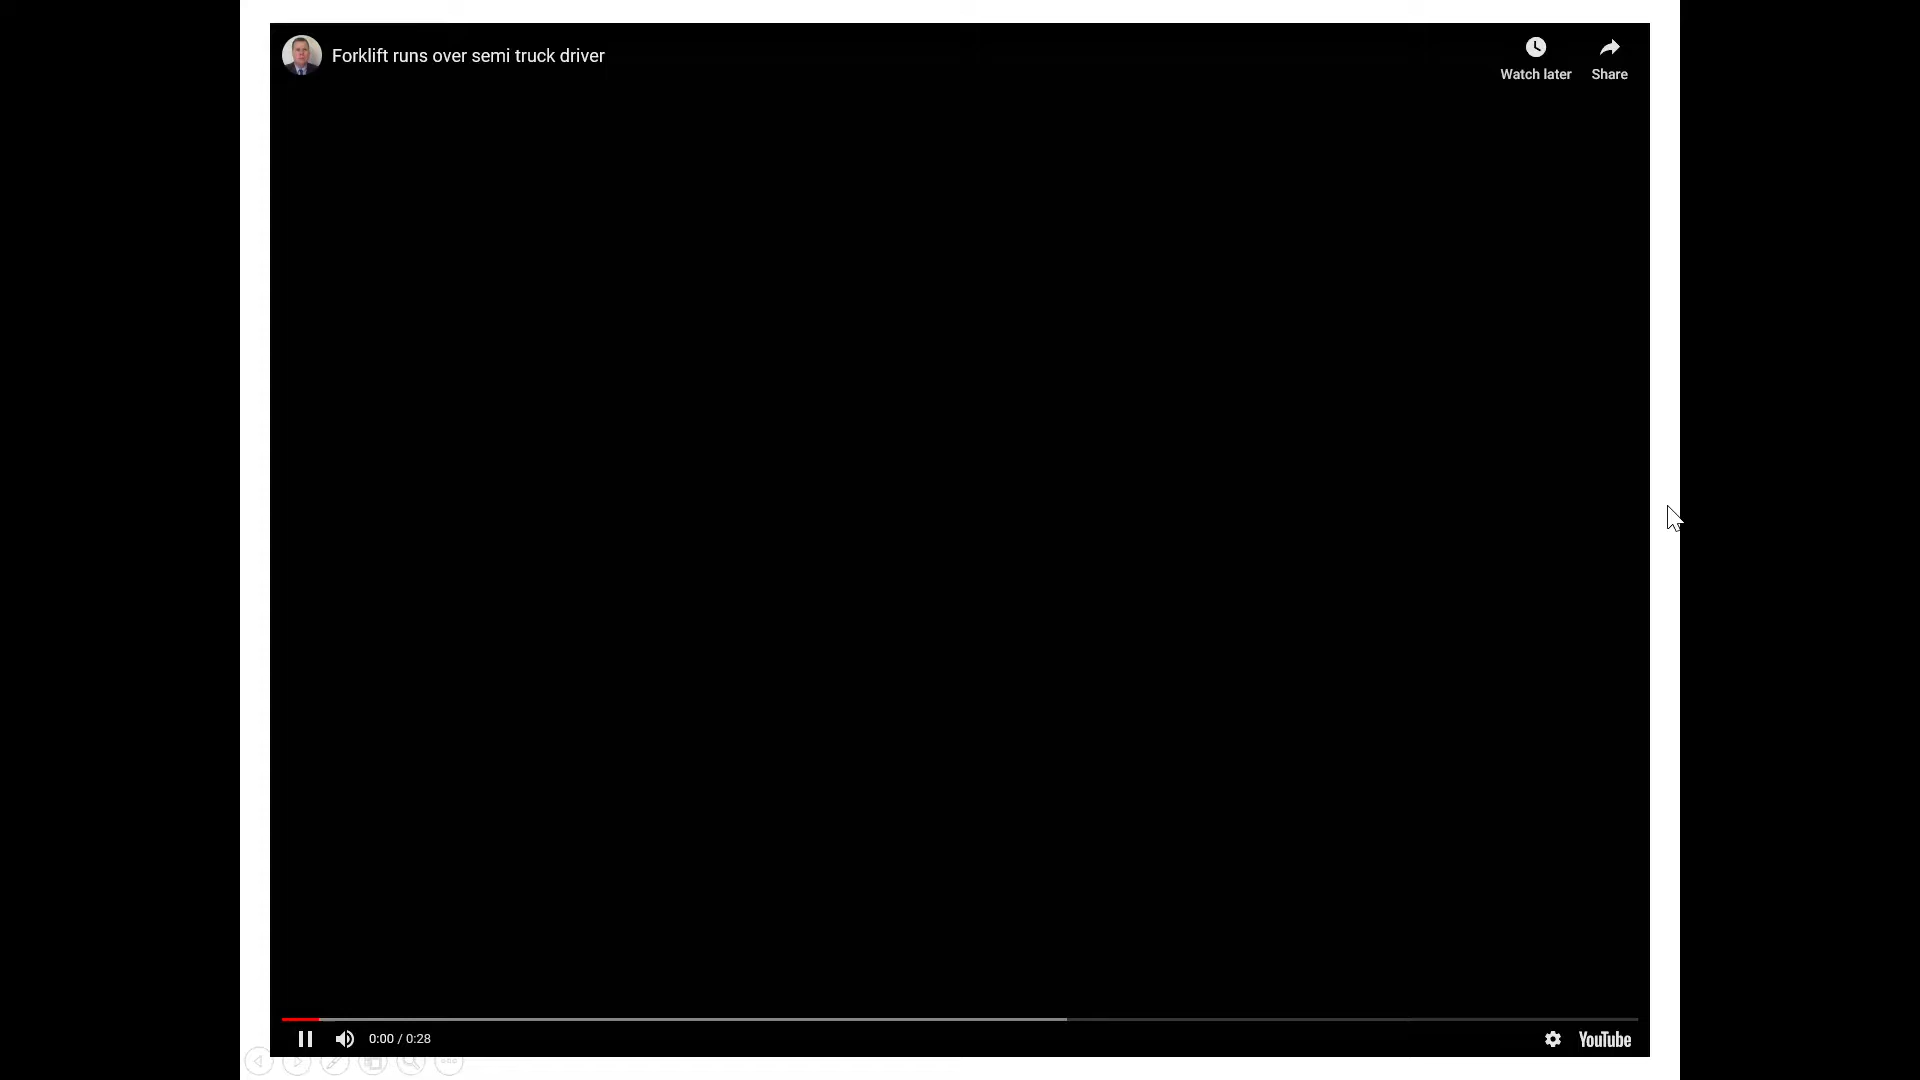 Forklift runs over semi truck driver
Watch later
Share
0:00 / 0:28
YouTube